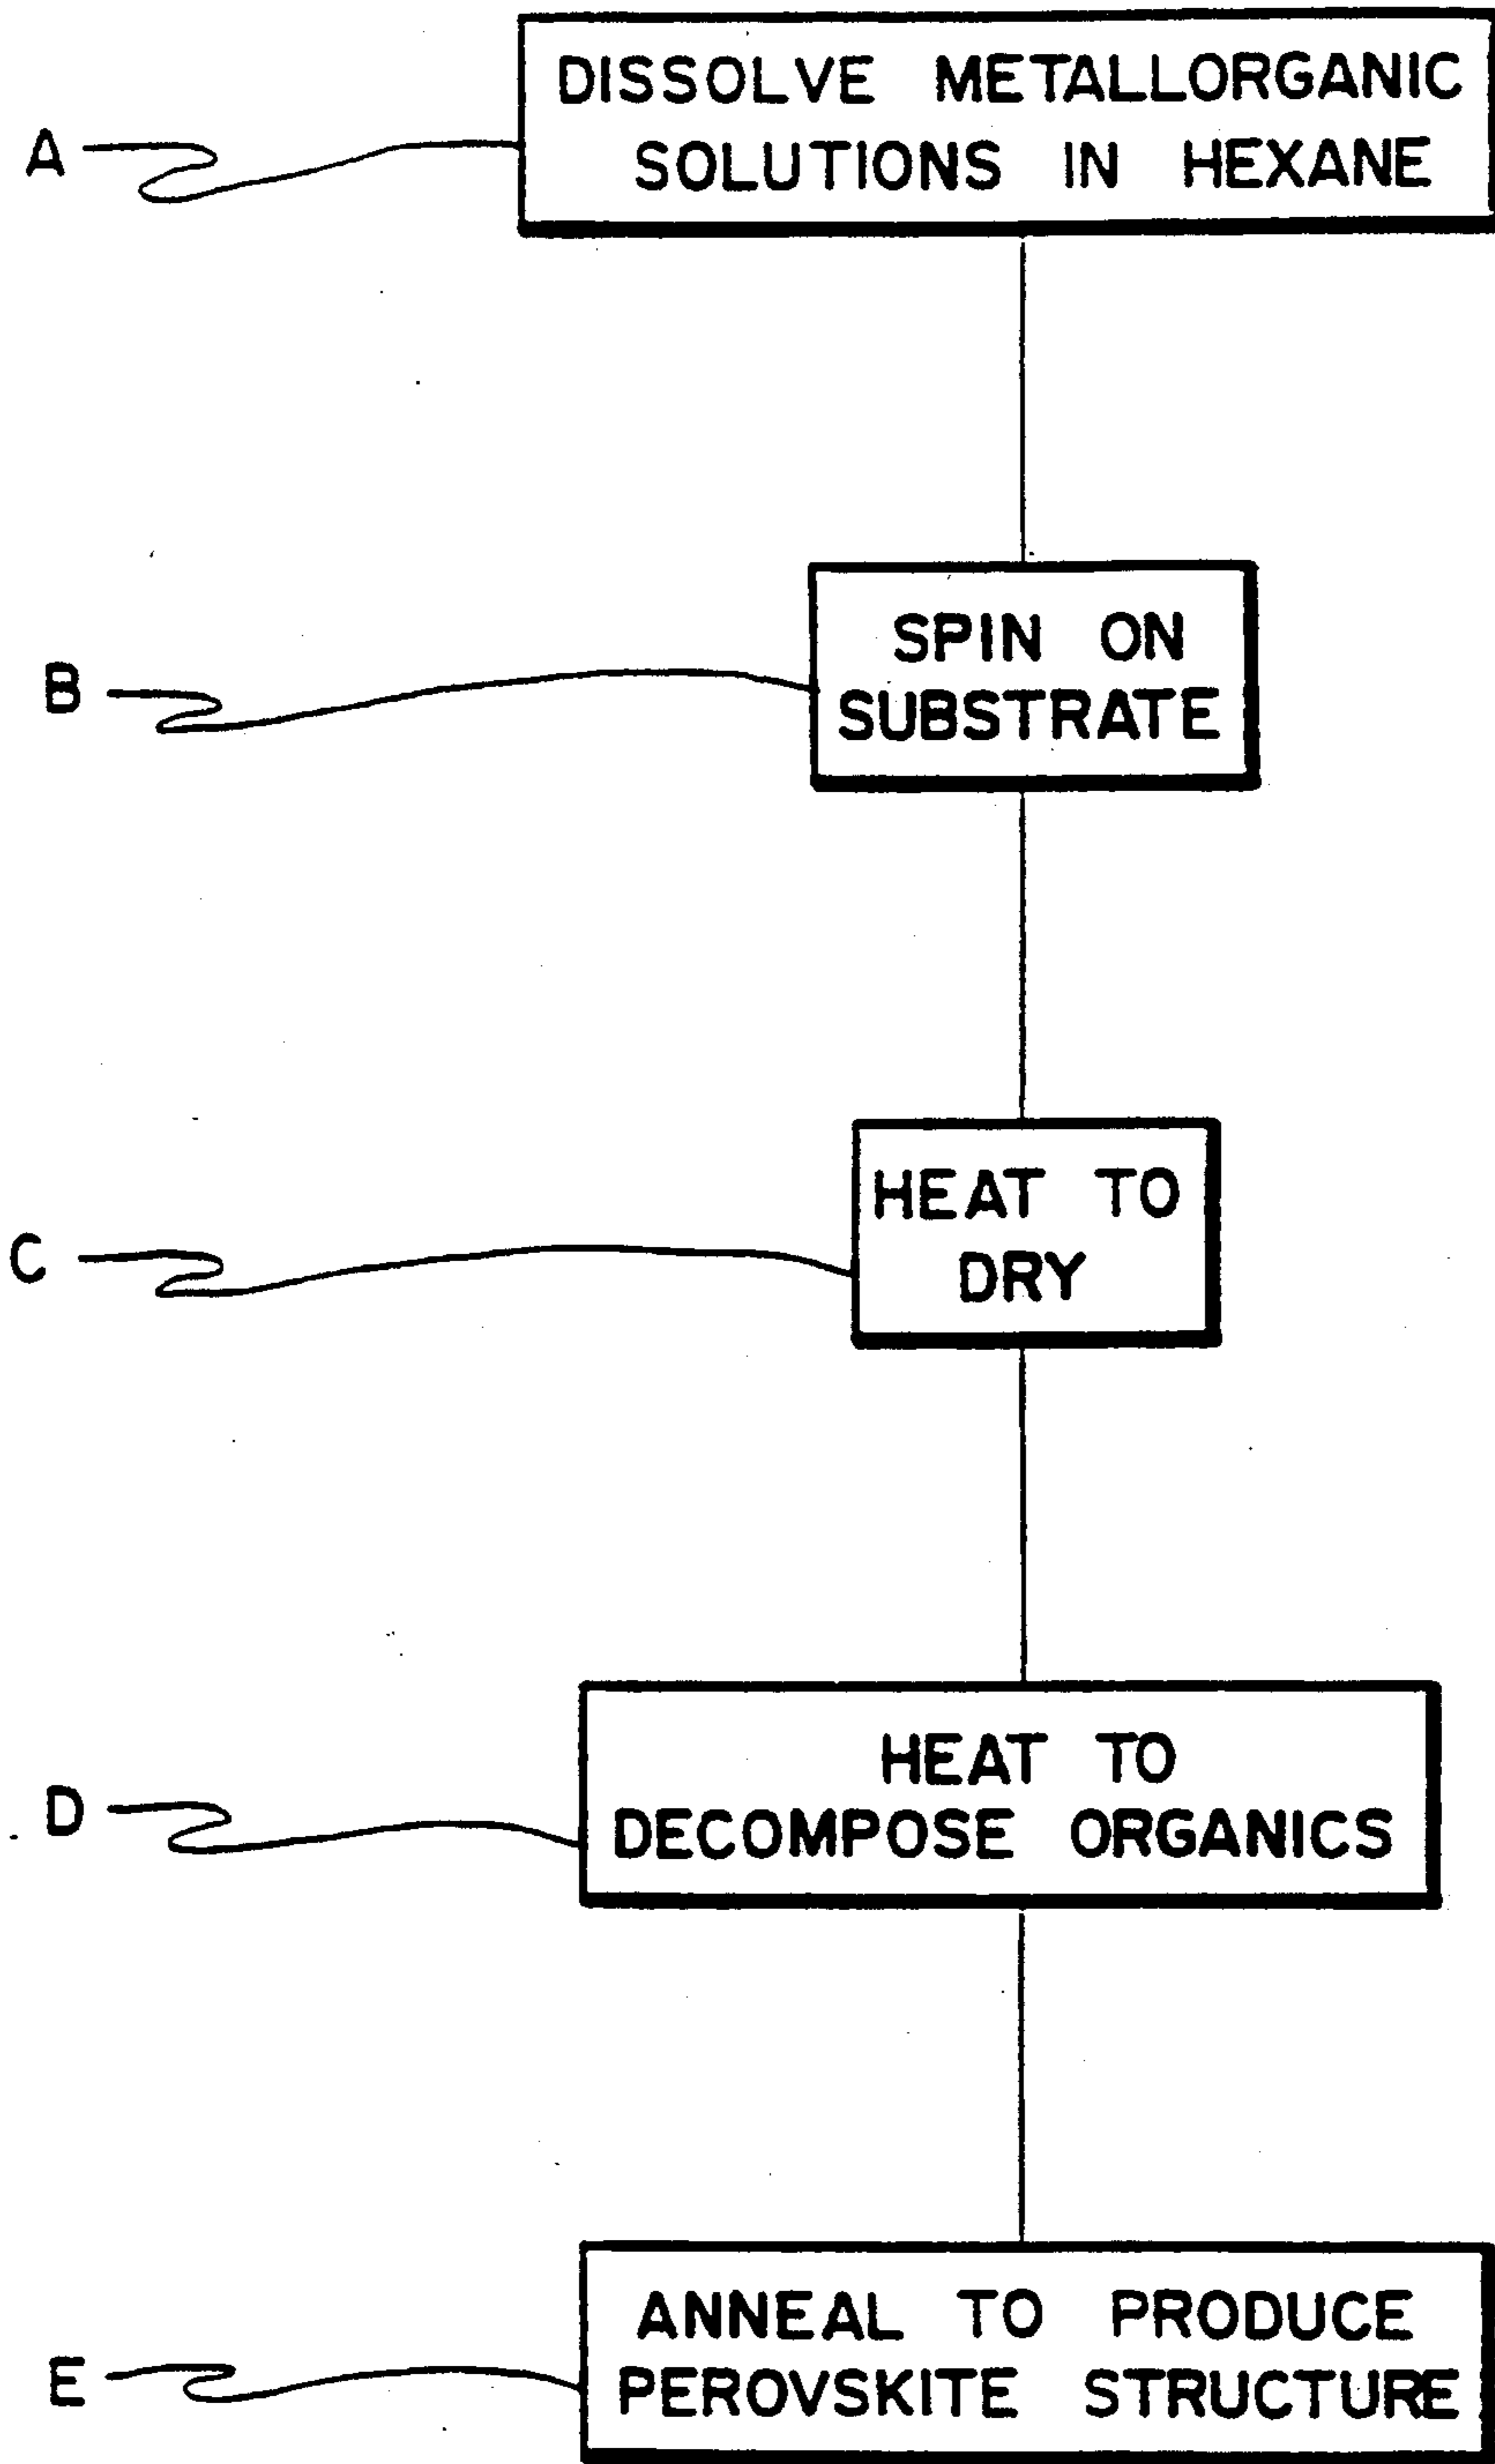 A
DISSOLVE METALLORGANIC
SOLUTIONS IN HEXANE
B
SPIN ON
SUBSTRATE
C
HEAT TO
DRY
D
HEAT TO
DECOMPOSE ORGANICS
E
ANNEAL TO PRODUCE
PEROVSKITE STRUCTURE